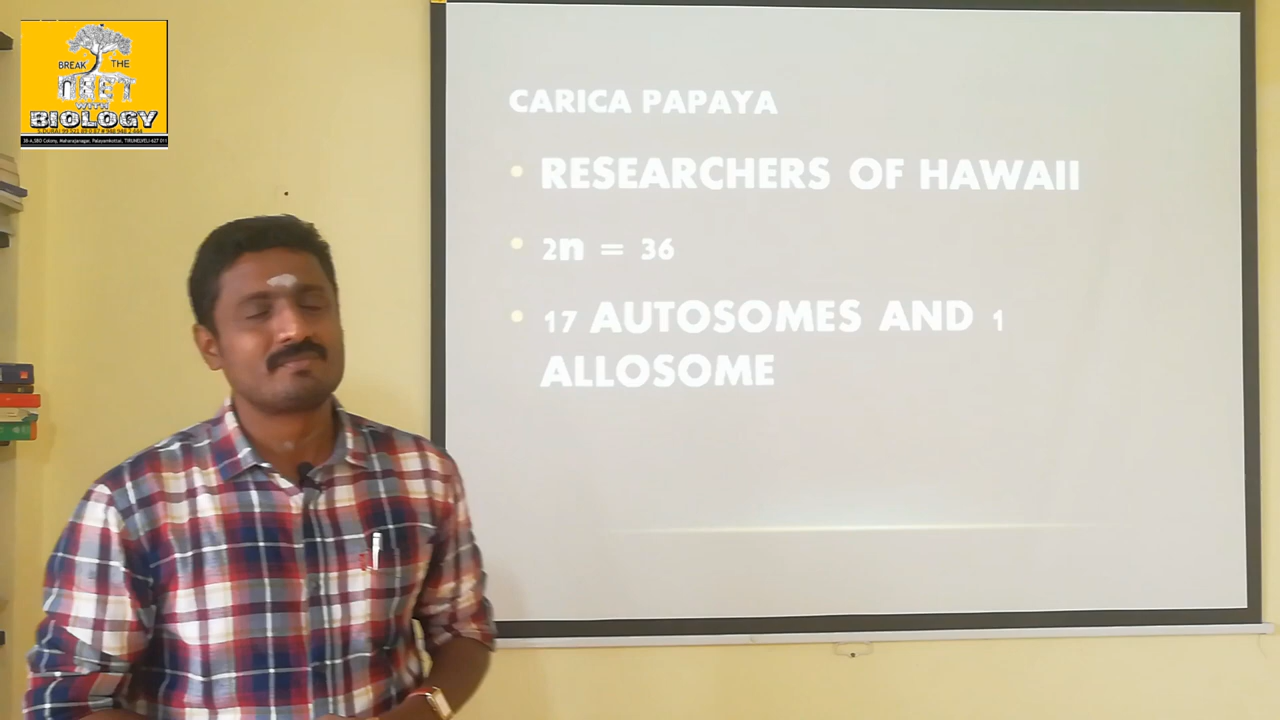 BREAK THE
NEET
WITH
BIOLOGY
CARICA PAPAYA
• RESEARCHERS OF HAWAII
• 2n = 36
• 17 AUTOSOMES AND 1
ALLOSOME